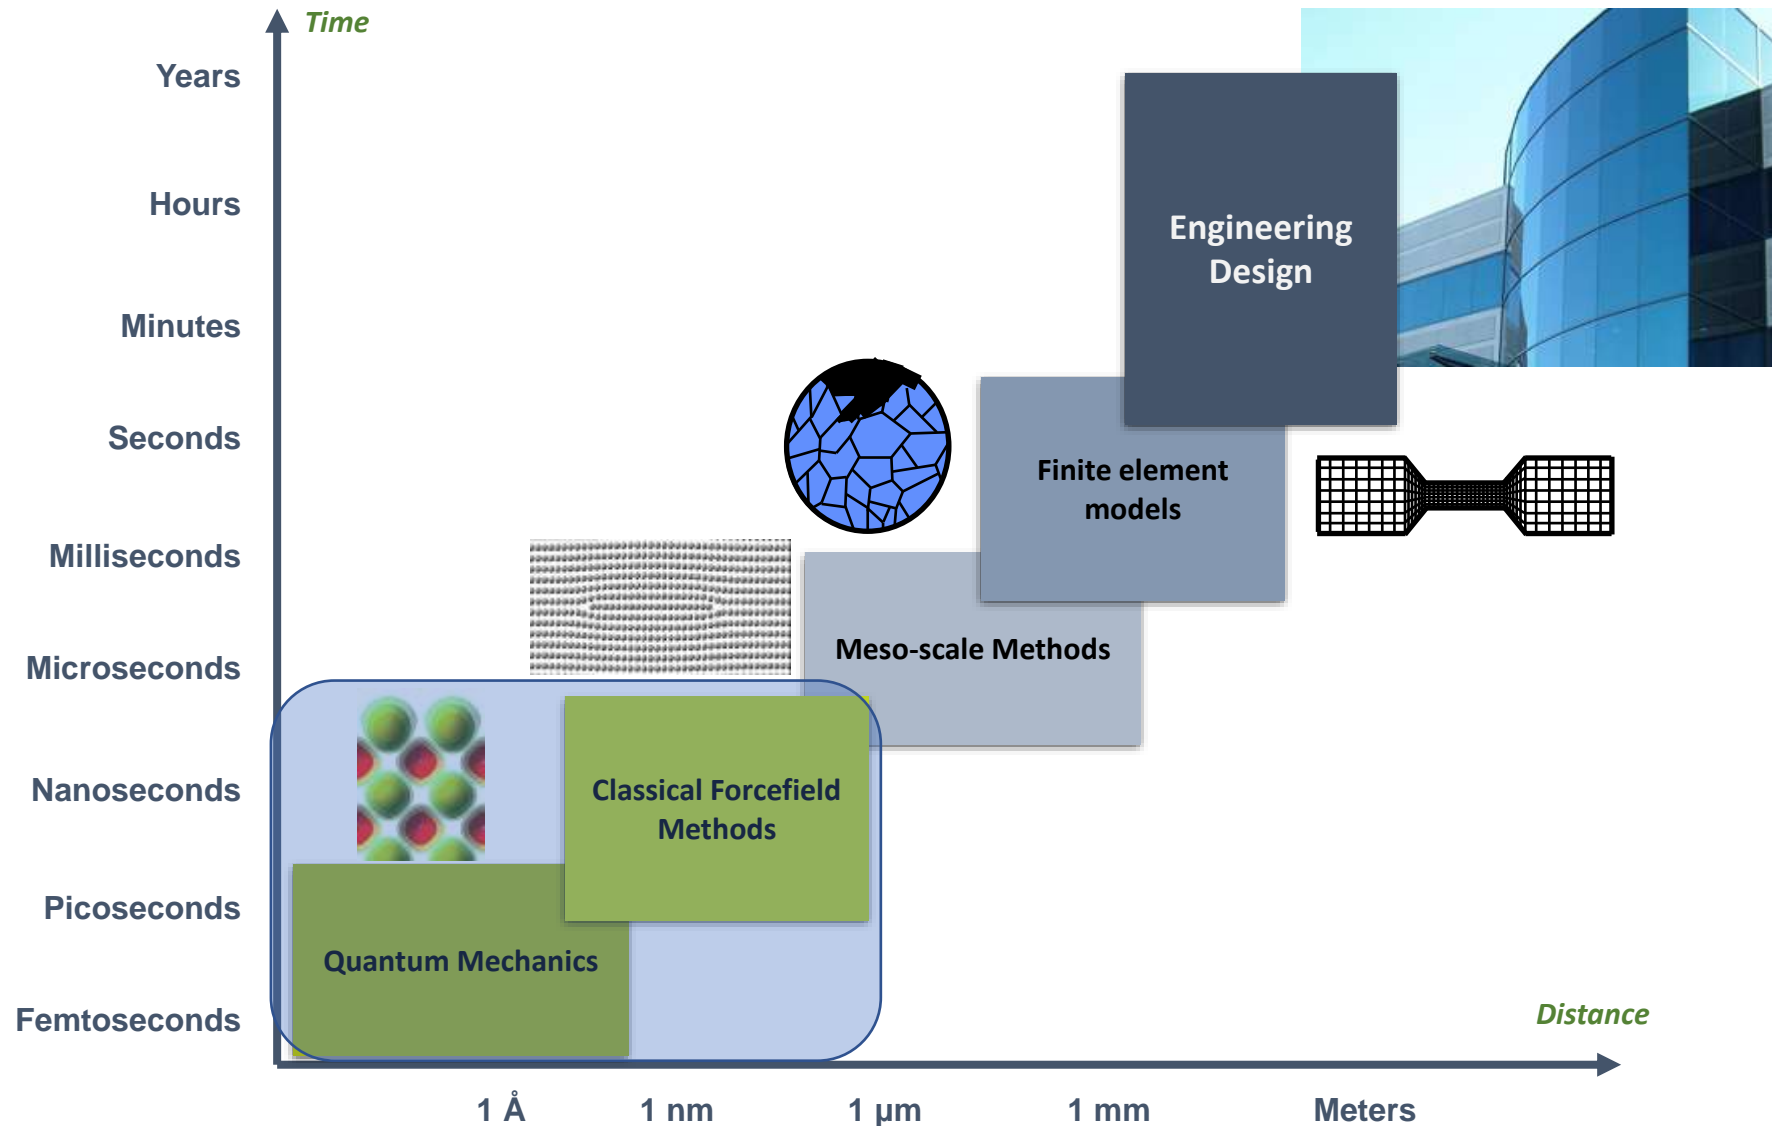 Time
Years
Hours
Minutes
Seconds
Milliseconds
Microseconds
Nanoseconds
Picoseconds
Femtoseconds
Engineering
Design
Finite element
models
Meso-scale Methods
Classical Forcefield
Methods
Quantum Mechanics
Distance
1 Å
1 nm
1 µm
1 mm
Meters